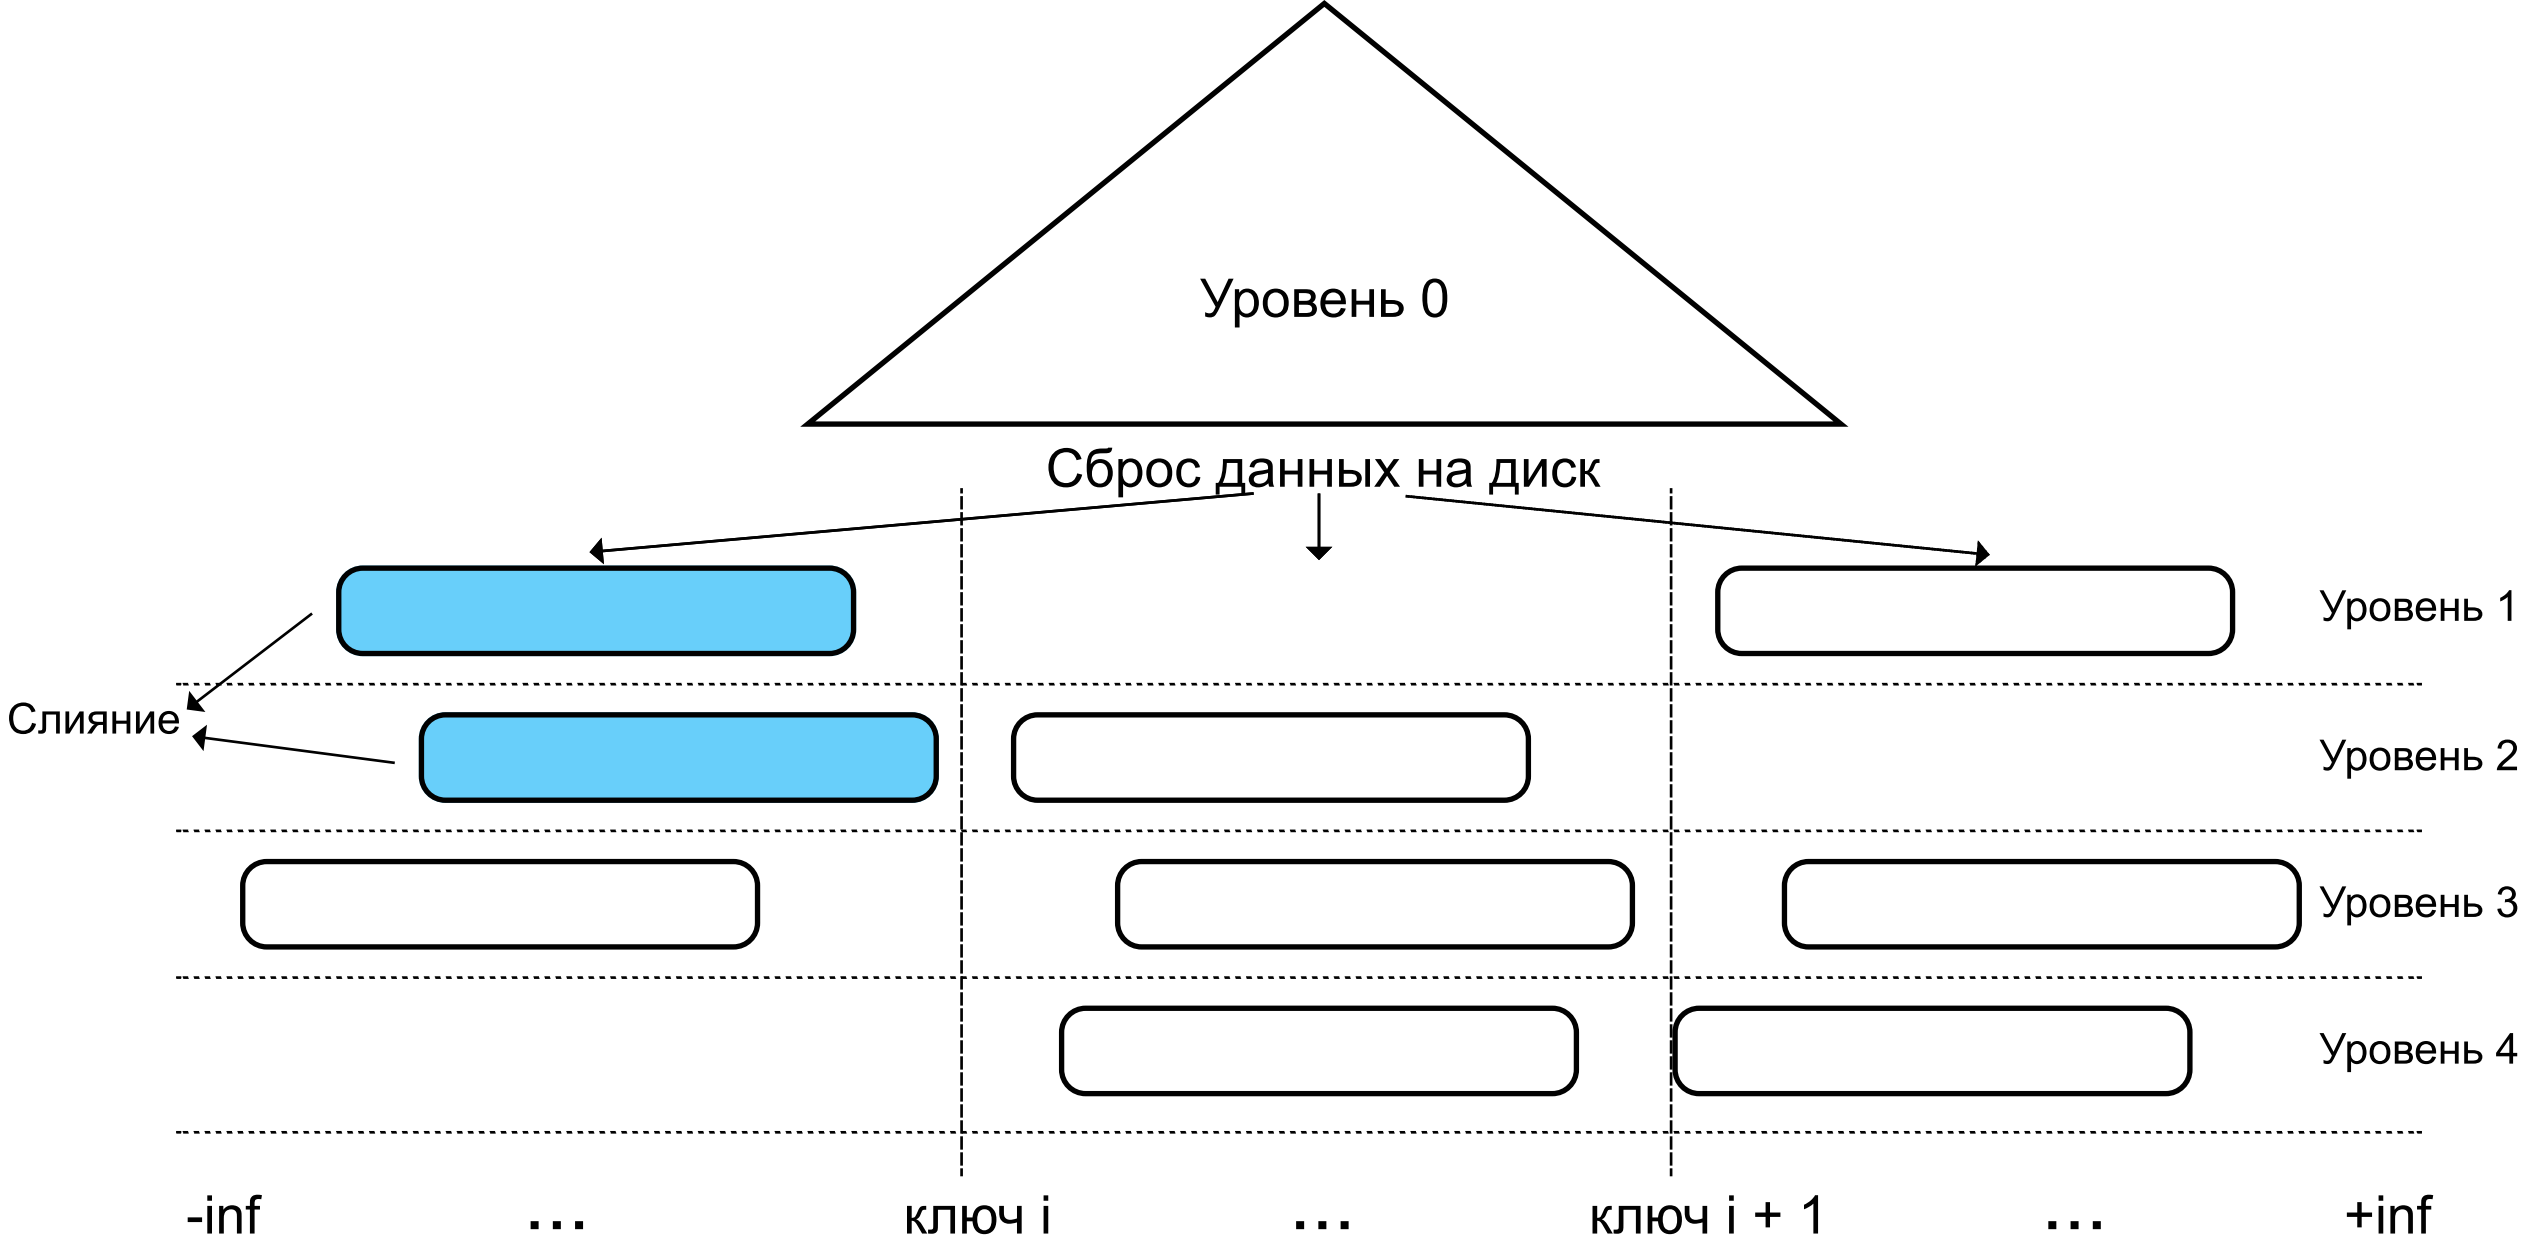 Уровень 0
Сброс данных на диск
Уровень 1
Слияние
Уровень 2
Уровень 3
Уровень 4
-inf ... ключ i ... ключ i + 1 ... +inf